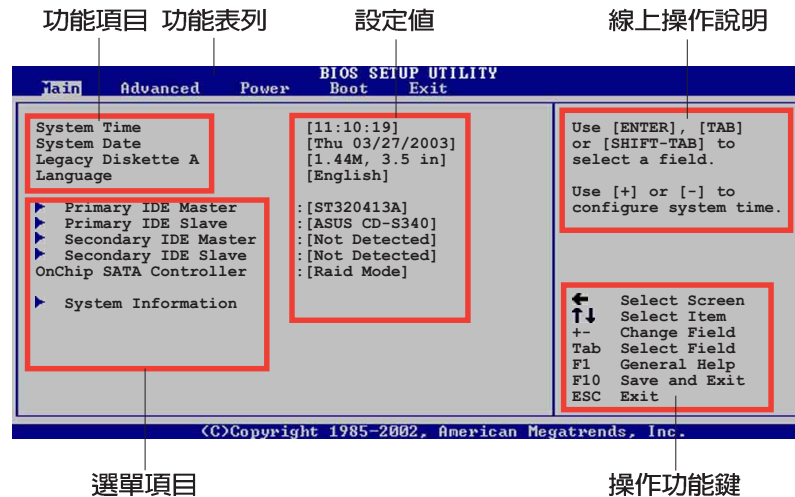 功能項目 功能表列 設定值 線上操作說明
BIOS SETUP UTILITY
Main Advanced Power Boot Exit
System Time [11:10:19]
System Date [Thu 03/27/2003]
Legacy Diskette A [1.44M, 3.5 in]
Language [English]
Primary IDE Master :[ST320413A]
Primary IDE Slave :[ASUS CD-S340]
Secondary IDE Master :[Not Detected]
Secondary IDE Slave :[Not Detected]
OnChip SATA Controller :[Raid Mode]
System Information
Use [ENTER], [TAB]
or [SHIFT-TAB] to
select a field.
Use [+] or [-] to
configure system time.
← Select Screen
↑↓ Select Item
+- Change Field
Tab Select Field
F1 General Help
F10 Save and Exit
ESC Exit
(C)Copyright 1985-2002, American Megatrends, Inc.
選單項目 操作功能鍵